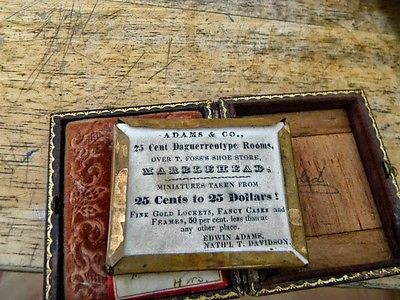 ADAMS & CO.,
25 Cent Daguerreotype Rooms,
OVER T. FOSS'S SHOE STORE,
MARBLEHEAD.
MINIATURES TAKEN FROM
25 Cents to 25 Dollars!
FINE GOLD LOCKETS, FANCY CASES and
FRAMES, 50 per cent. less than at
any other place.
EDWIN ADAMS,
NATH'L T. DAVIDSON.